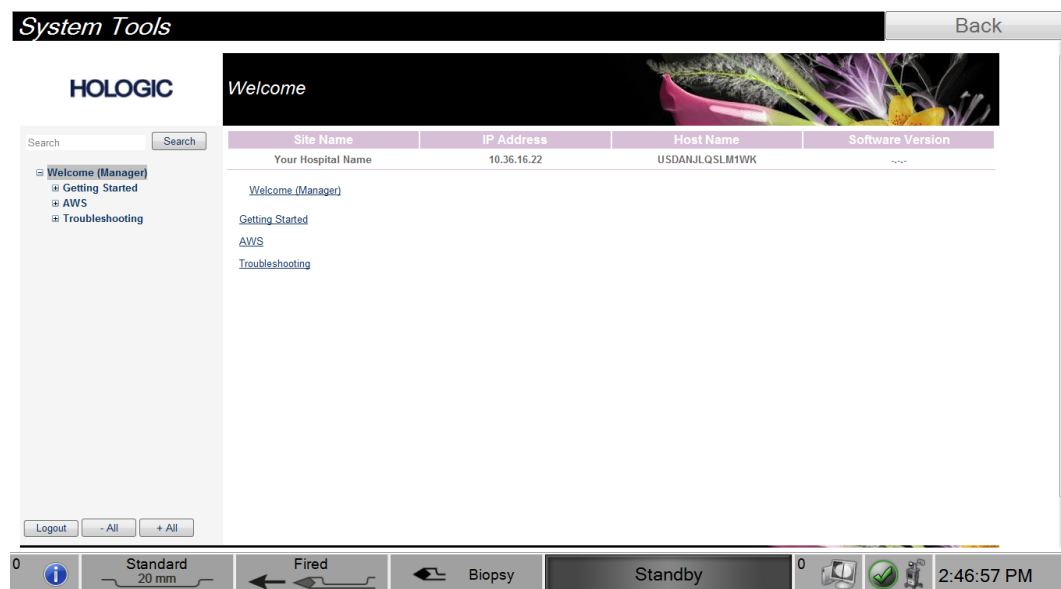 System Tools
Back
HOLOGIC
Welcome
Search
Search
Site Name IP Address Host Name Software Version
Your Hospital Name 10.36.16.22 USDANJLQSLM1WK -.-.-
Welcome (Manager)
Getting Started
AWS
Troubleshooting
Welcome (Manager)
Getting Started
AWS
Troubleshooting
Logout - All + All
0
Standard
20 mm
Fired
Biopsy
Standby
0
2:46:57 PM